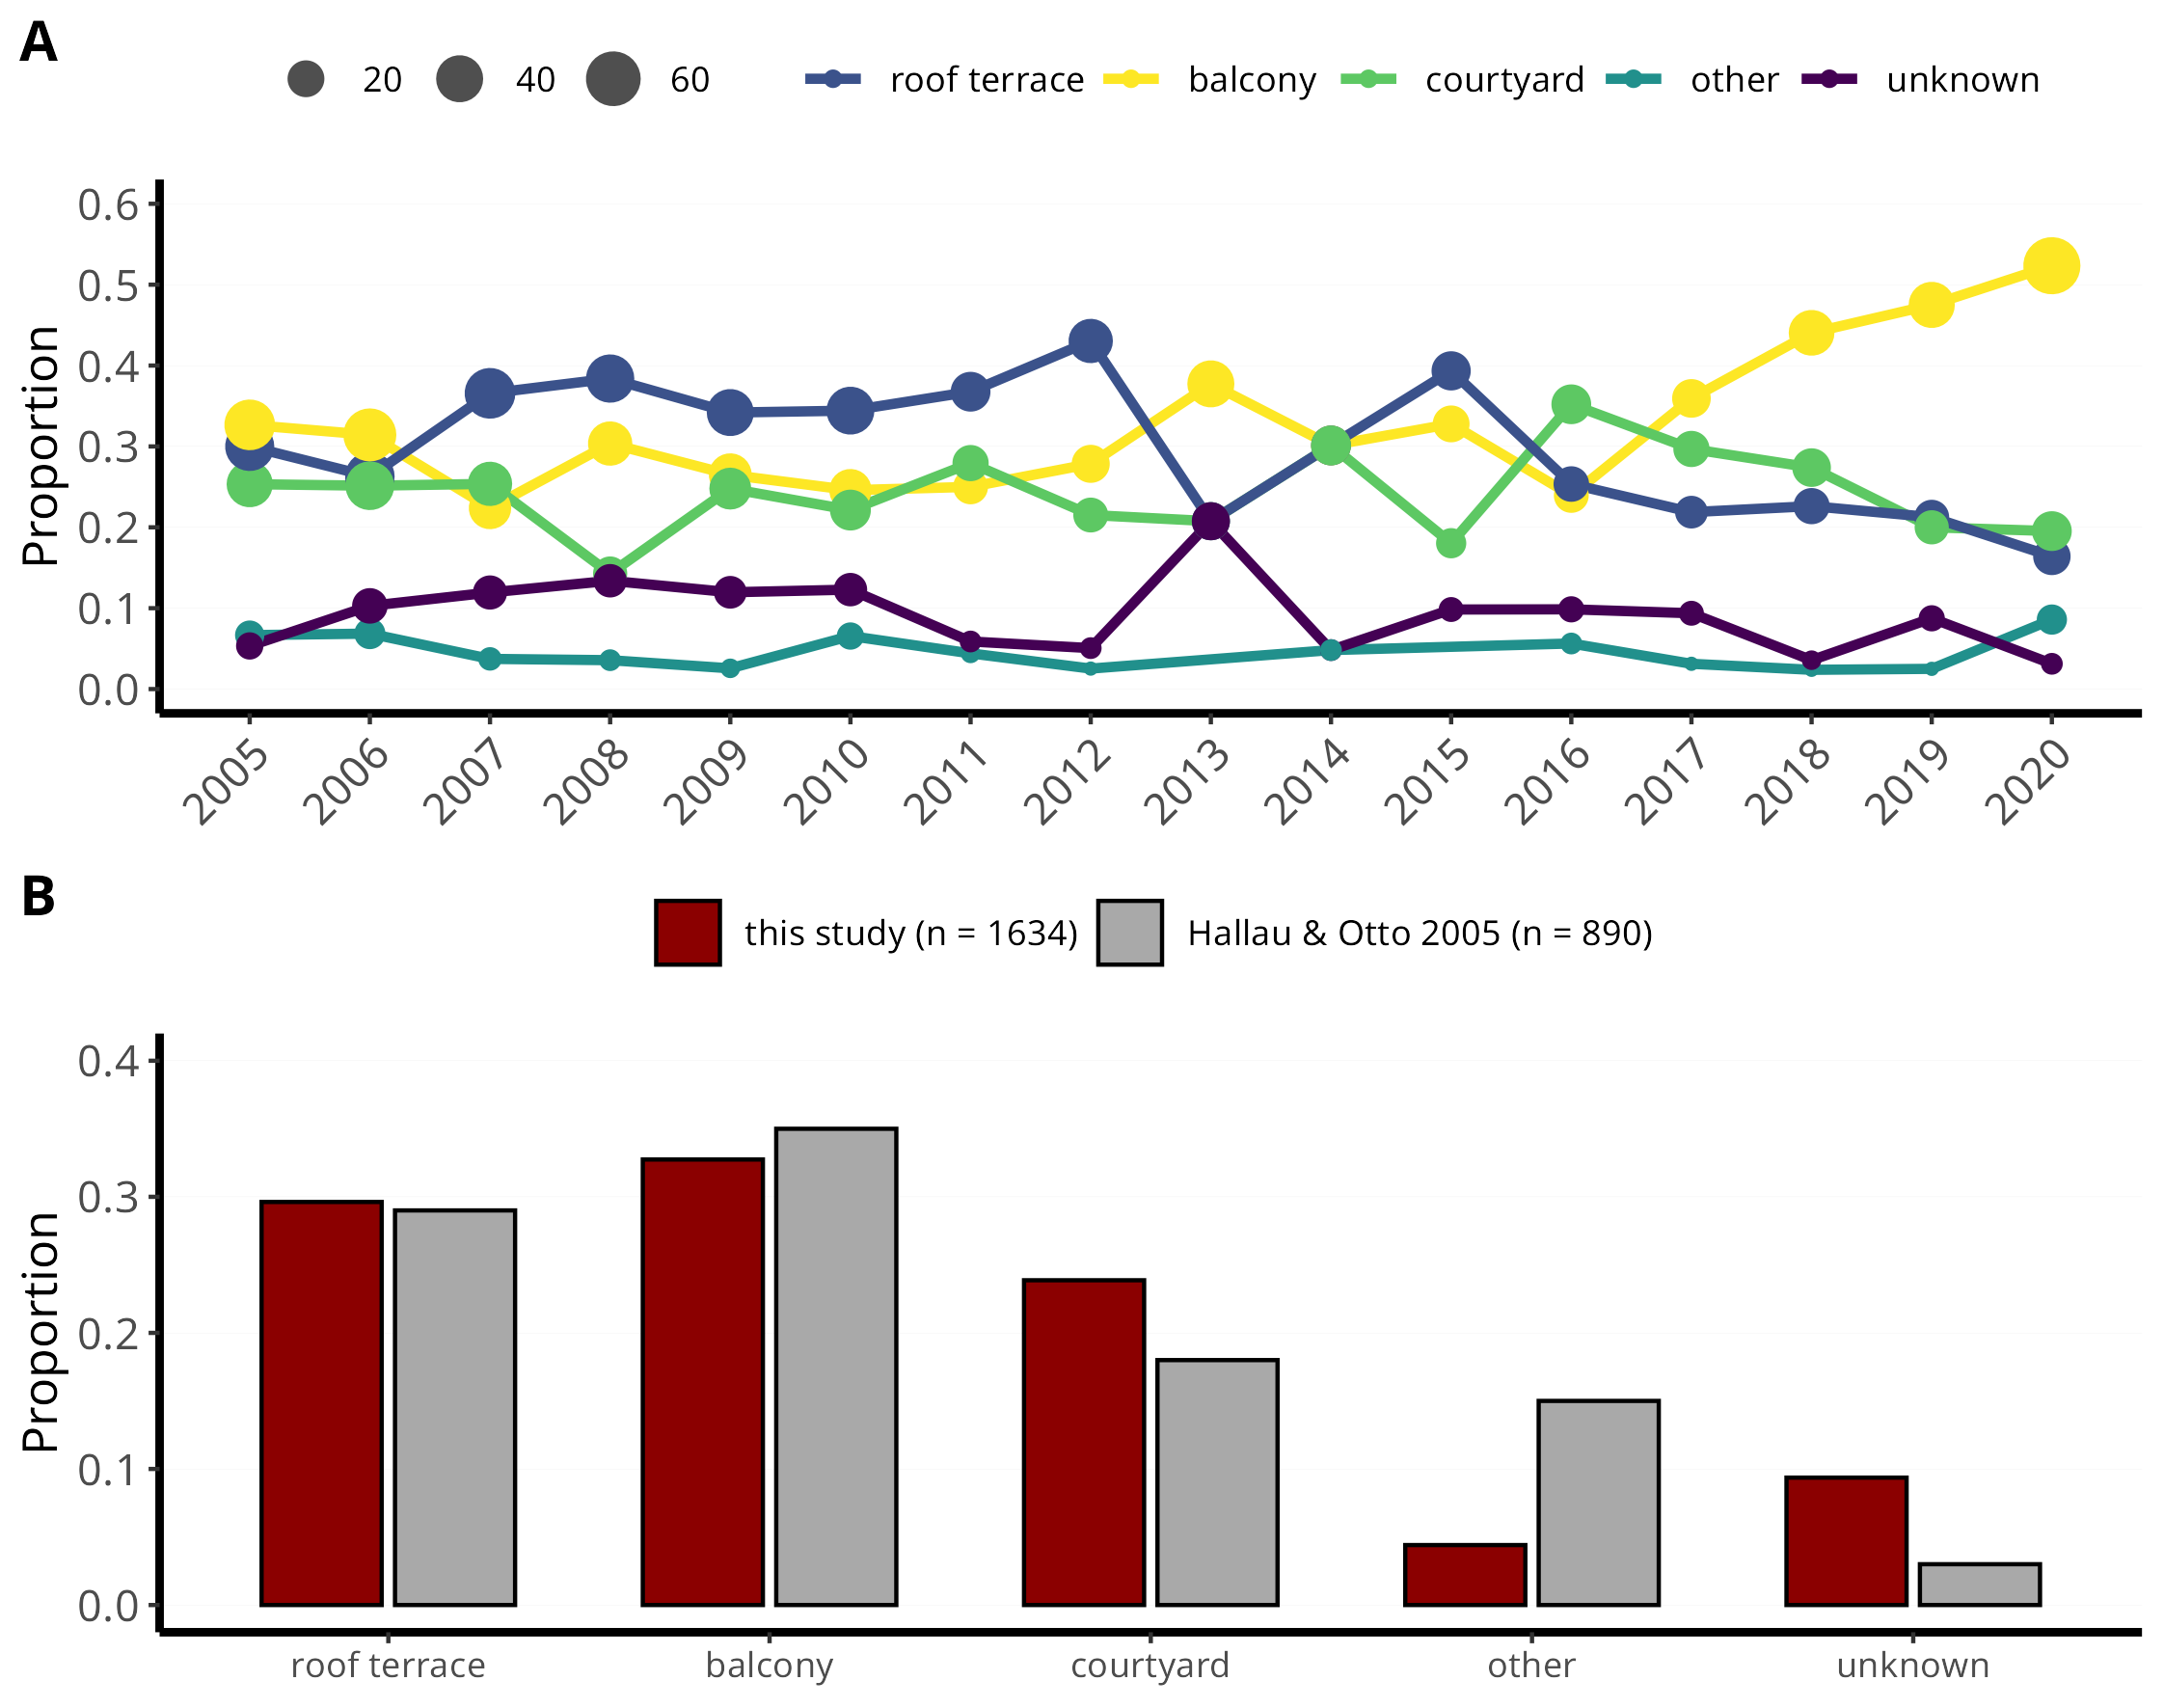 A
20 40 60 roof terrace balcony courtyard other unknown
0.6
0.5
0.4
0.3
0.2
0.1
0.0
Proportion
2005 2006 2007 2008 2009 2010 2011 2012 2013 2014 2015 2016 2017 2018 2019 2020
B
this study (n = 1634) Hallau & Otto 2005 (n = 890)
0.4
0.3
0.2
0.1
0.0
Proportion
roof terrace balcony courtyard other unknown